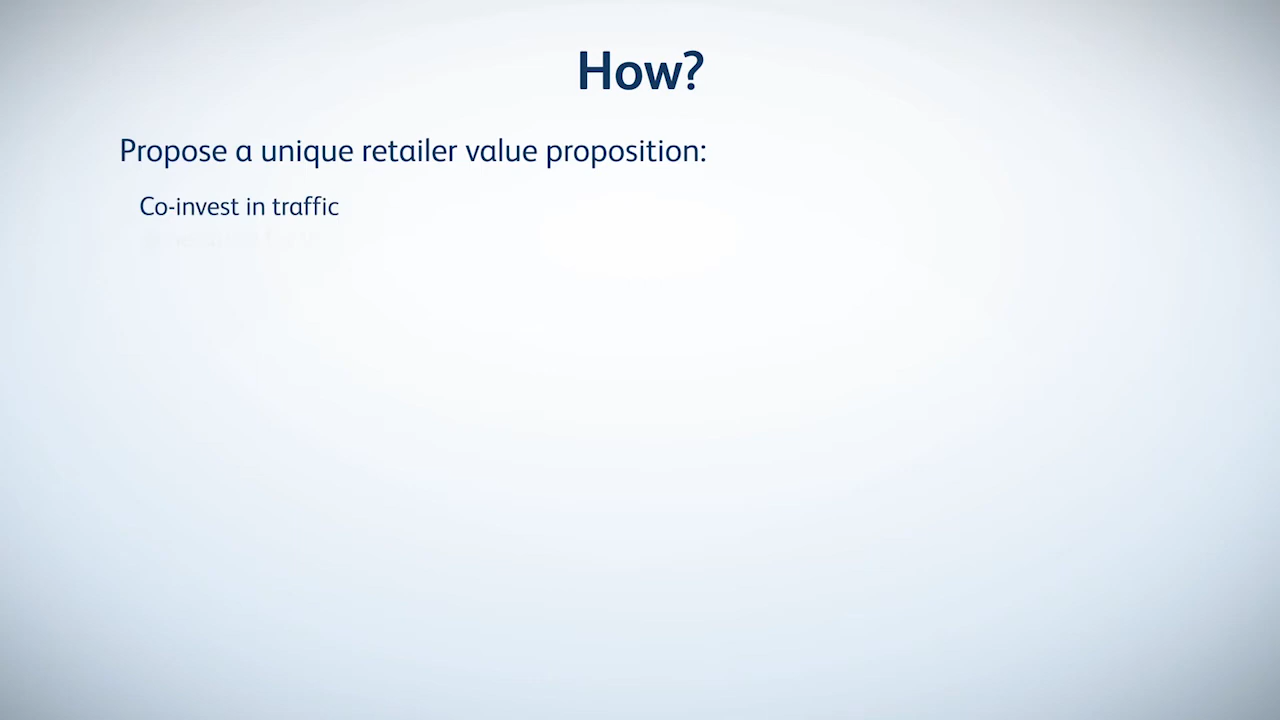 How?
Propose a unique retailer value proposition:
Co-invest in traffic